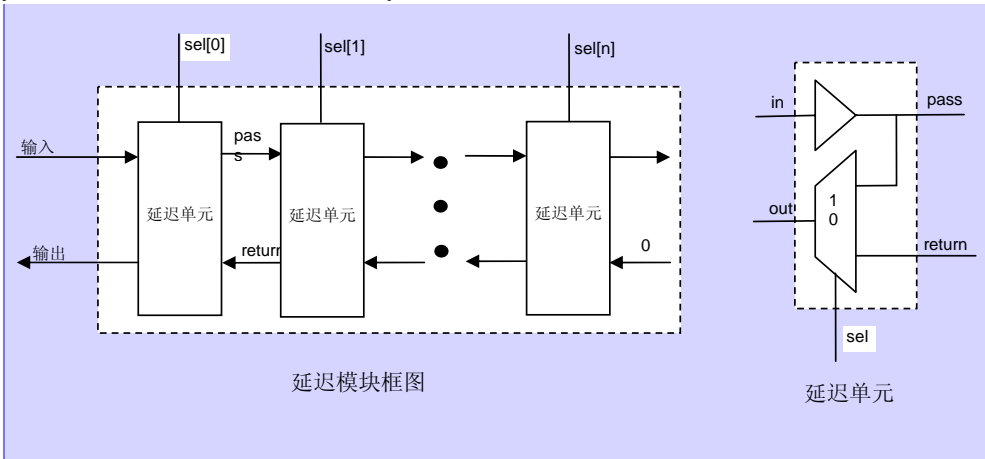 sel[0]
sel[1]
sel[n]
输入
pas
s
延迟单元
延迟单元
延迟单元
输出
return
0
延迟模块框图
in
pass
out
1
0
return
sel
延迟单元